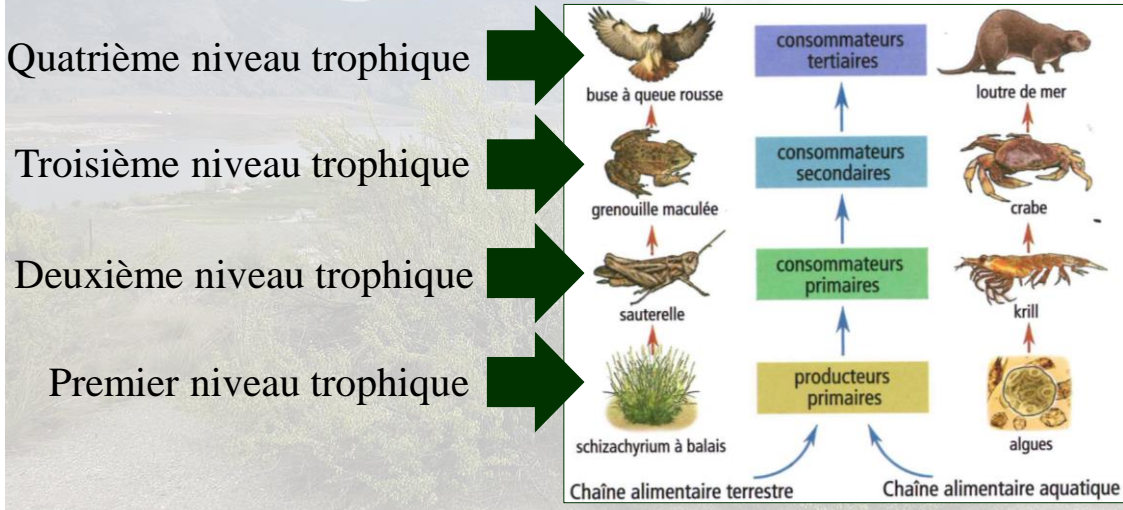 Quatrième niveau trophique
buse à queue rousse
consommateurs
tertiaires
loutre de mer
Troisième niveau trophique
grenouille maculée
consommateurs
secondaires
crabe
Deuxième niveau trophique
sauterelle
consommateurs
primaires
krill
Premier niveau trophique
schizachyrium à balais
producteurs
primaires
algues
Chaîne alimentaire terrestre
Chaîne alimentaire aquatique